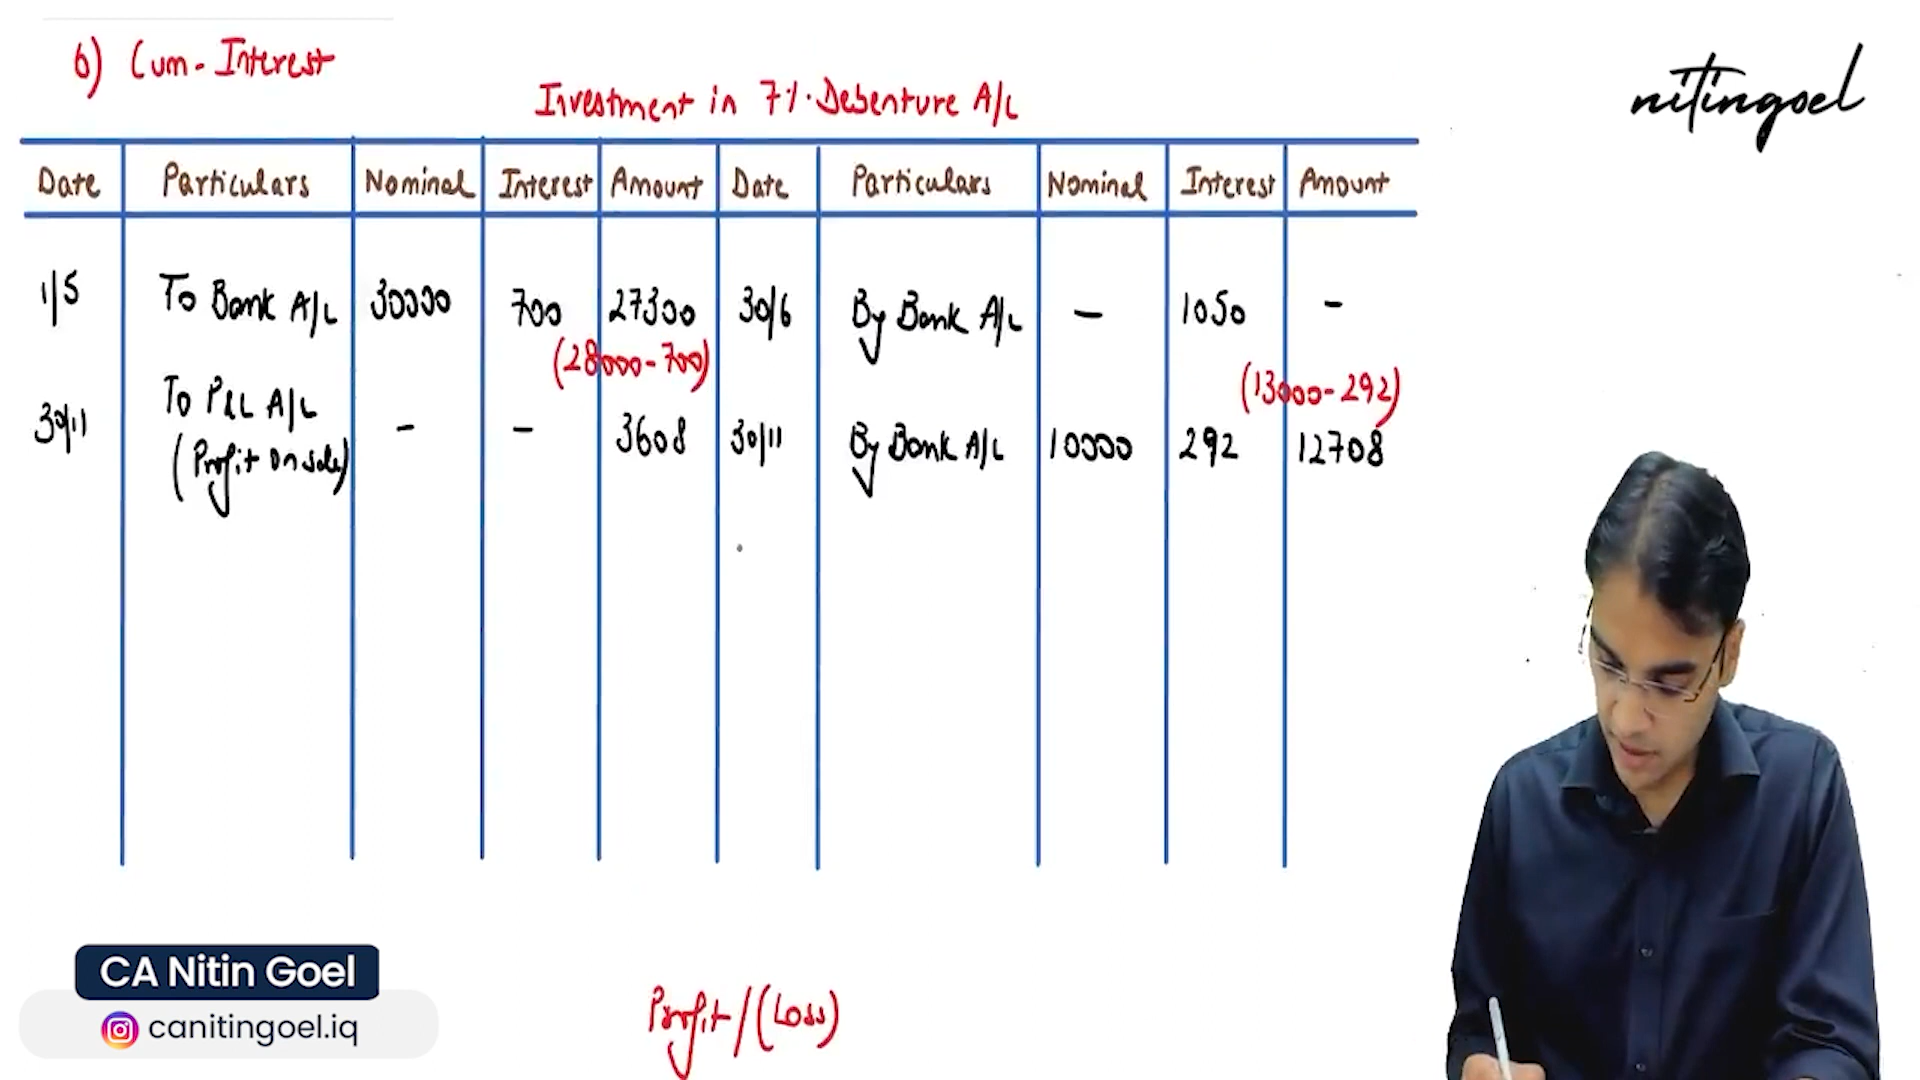 b) Cum-Interest
nitingoel
Investment in 7% Debenture A/c
Date Particulars Nominal Interest Amount Date Particulars Nominal Interest Amount
1/5 To Bank A/c 30000 700 27300 30/6 By Bank A/c – 1050 –
(28000-700)
(13000-292)
30/11 To P&L A/c – – 3608 30/11 By Bank A/c 10000 292 12708
(Profit on sale)
CA Nitin Goel
canitingoel.iq
Profit/(Loss)